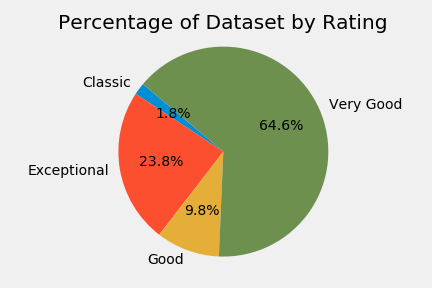 Percentage of Dataset by Rating
Classic
1.8%
Very Good
64.6%
Exceptional
23.8%
9.8%
Good